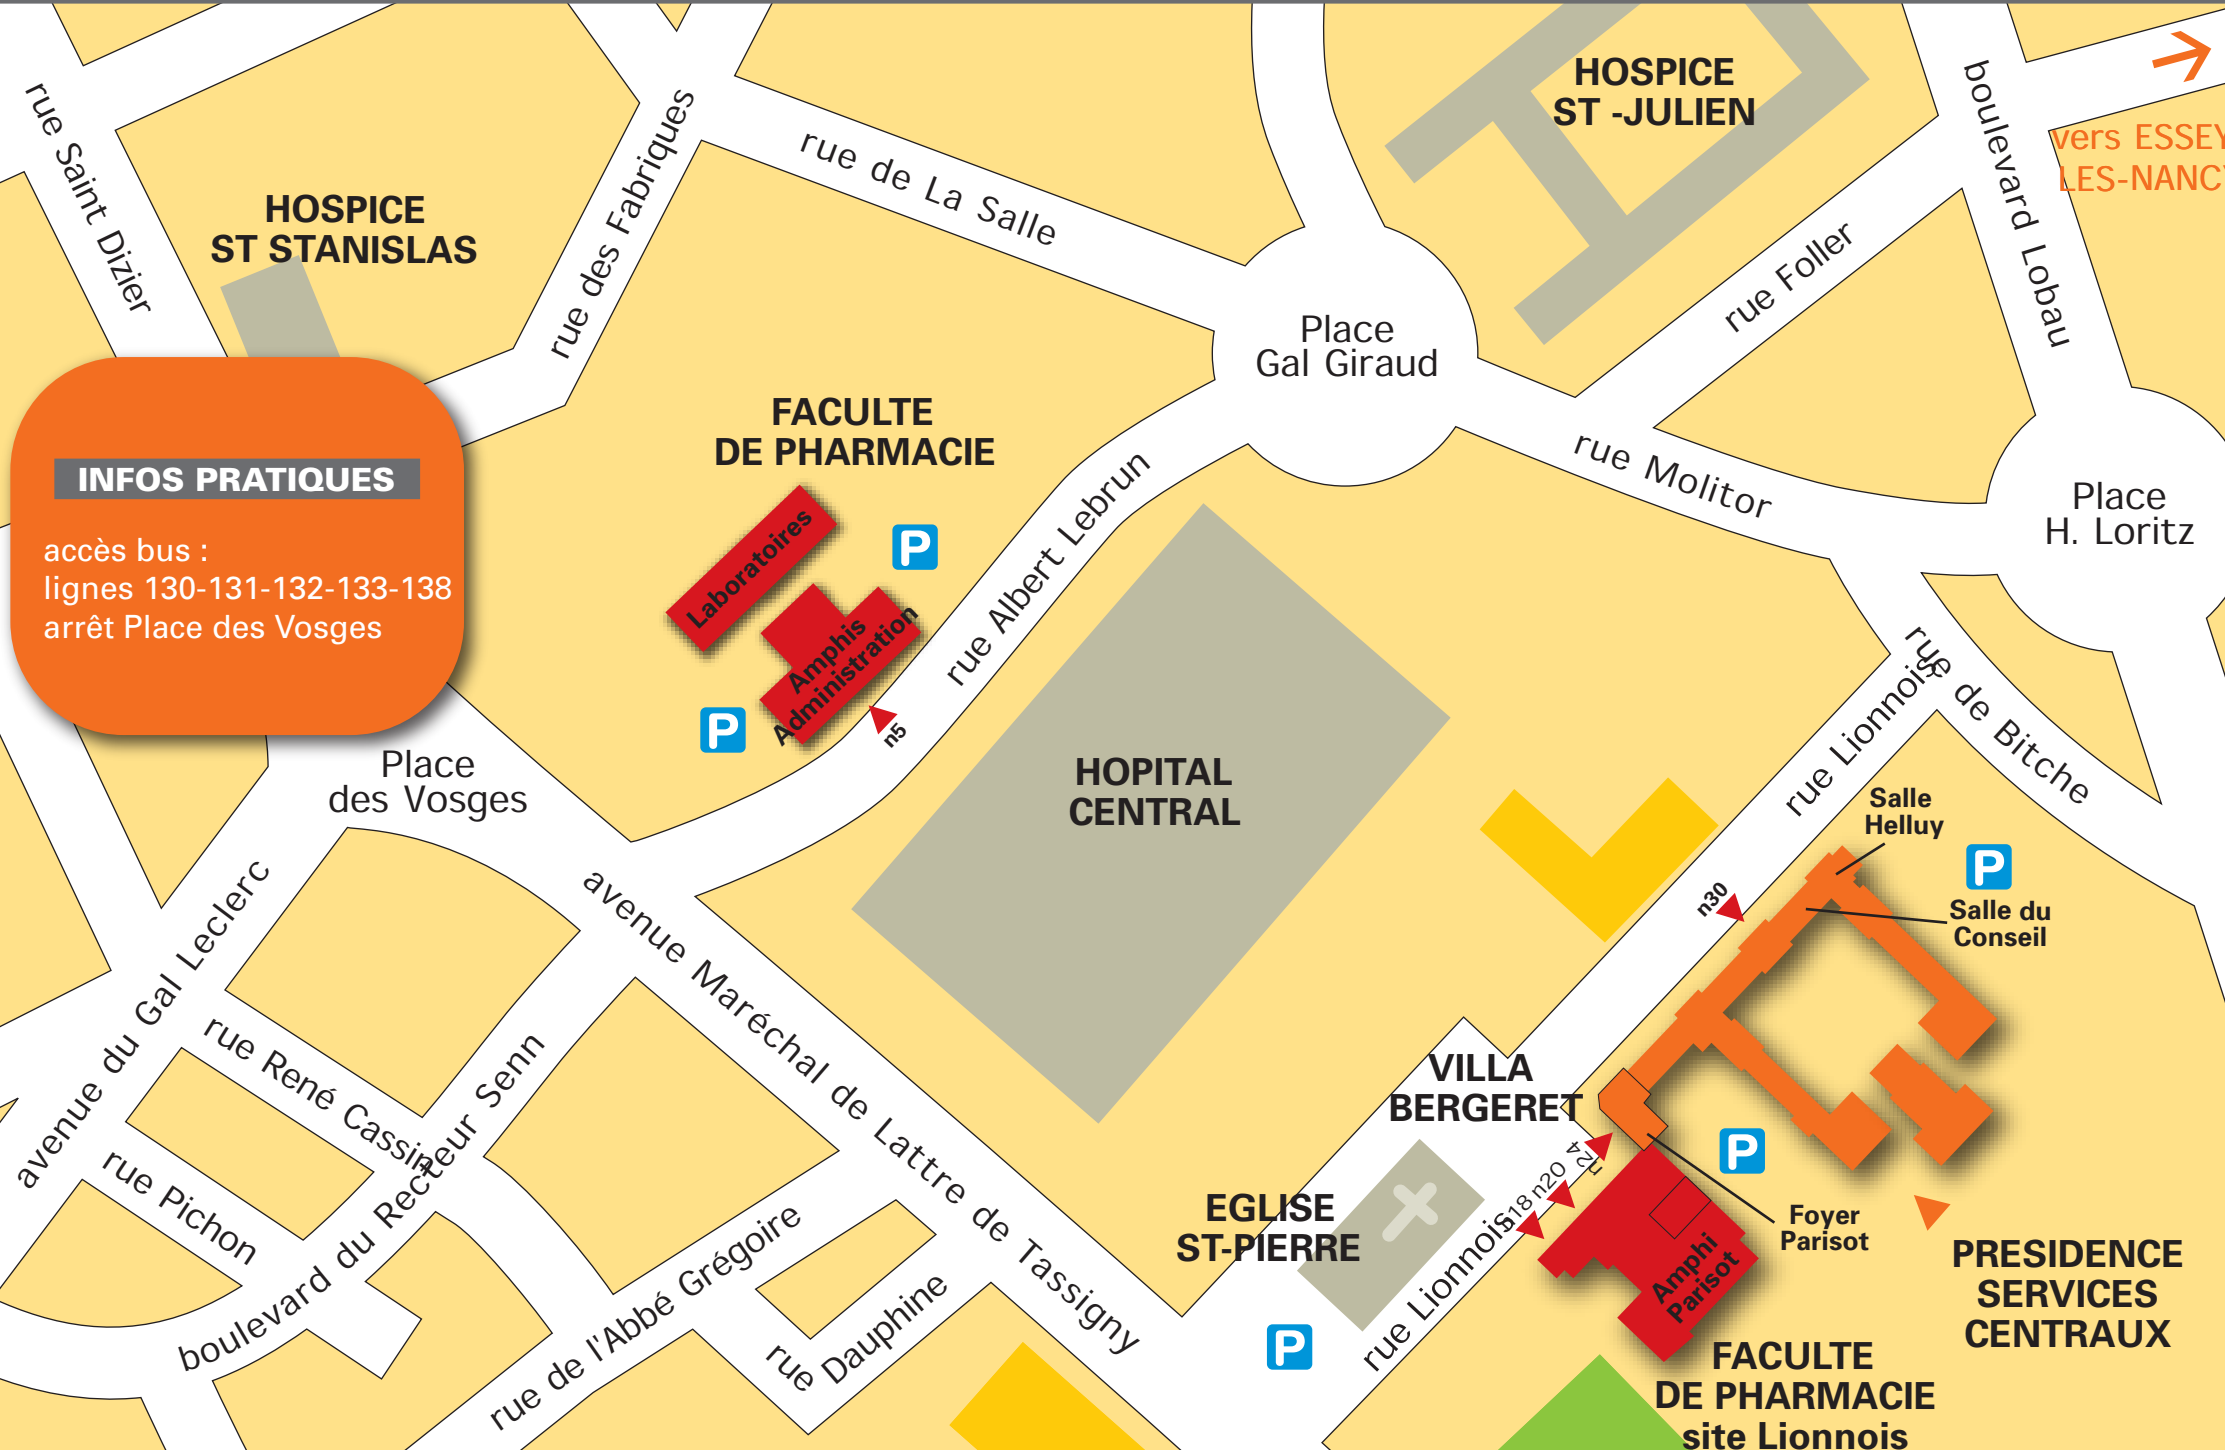 rue Saint Dizier
HOSPICE
ST STANISLAS
rue des Fabriques
rue de La Salle
HOSPICE
ST -JULIEN
boulevard Lobau
vers ESSEY
LES-NANCY
rue Foller
Place
Gal Giraud
rue Molitor
Place
H. Loritz
INFOS PRATIQUES
accès bus :
lignes 130-131-132-133-138
arrêt Place des Vosges
FACULTE
DE PHARMACIE
Laboratoires
P
Amphis
Administration
P
n5
rue Albert Lebrun
HOPITAL
CENTRAL
Place
des Vosges
rue Lionnois
rue de Bitche
Salle
Helluy
P
Salle du
Conseil
n30
avenue du Gal Leclerc
avenue Maréchal de Lattre de Tassigny
rue René Cassin
boulevard du Recteur Senn
rue Pichon
rue de l'Abbé Grégoire
rue Dauphine
VILLA
BERGERET
n24
n20
n18
P
EGLISE
ST-PIERRE
P
rue Lionnois
Foyer
Parisot
Amphi
Parisot
PRESIDENCE
SERVICES
CENTRAUX
FACULTE
DE PHARMACIE
site Lionnois